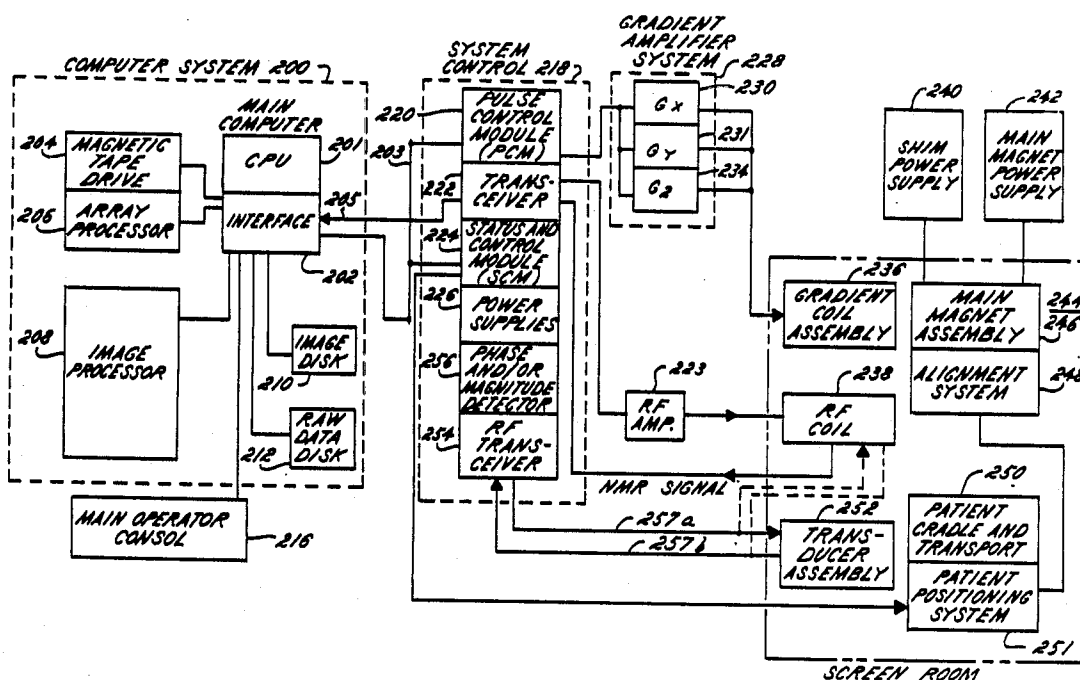 COMPUTER SYSTEM 200
MAIN
COMPUTER
204
MAGNETIC
TAPE
DRIVE
206
ARRAY
PROCESSOR
CPU
201
INTERFACE
205
202
208
IMAGE
PROCESSOR
IMAGE
DISK
210
RAW
DATA
DISK
212
MAIN OPERATOR
CONSOL
216
SYSTEM
CONTROL 218
220
203
PULSE
CONTROL
MODULE
(PCM)
222
TRANS-
CEIVER
224
STATUS AND
CONTROL
MODULE
(SCM)
226
POWER
SUPPLIES
256
PHASE
AND/OR
MAGNITUDE
DETECTOR
254
RF
TRANS-
CEIVER
GRADIENT
AMPLIFIER
SYSTEM
228
230
GX
231
GY
234
GZ
223
RF
AMP.
NMR SIGNAL
257a
257b
236
GRADIENT
COIL
ASSEMBLY
238
RF
COIL
252
TRANS-
DUCER
ASSEMBLY
240
SHIM
POWER
SUPPLY
242
MAIN
MAGNET
POWER
SUPPLY
MAIN
MAGNET
ASSEMBLY
244
246
ALIGNMENT
SYSTEM
248
250
PATIENT
CRADLE AND
TRANSPORT
PATIENT
POSITIONING
SYSTEM
251
SCREEN ROOM